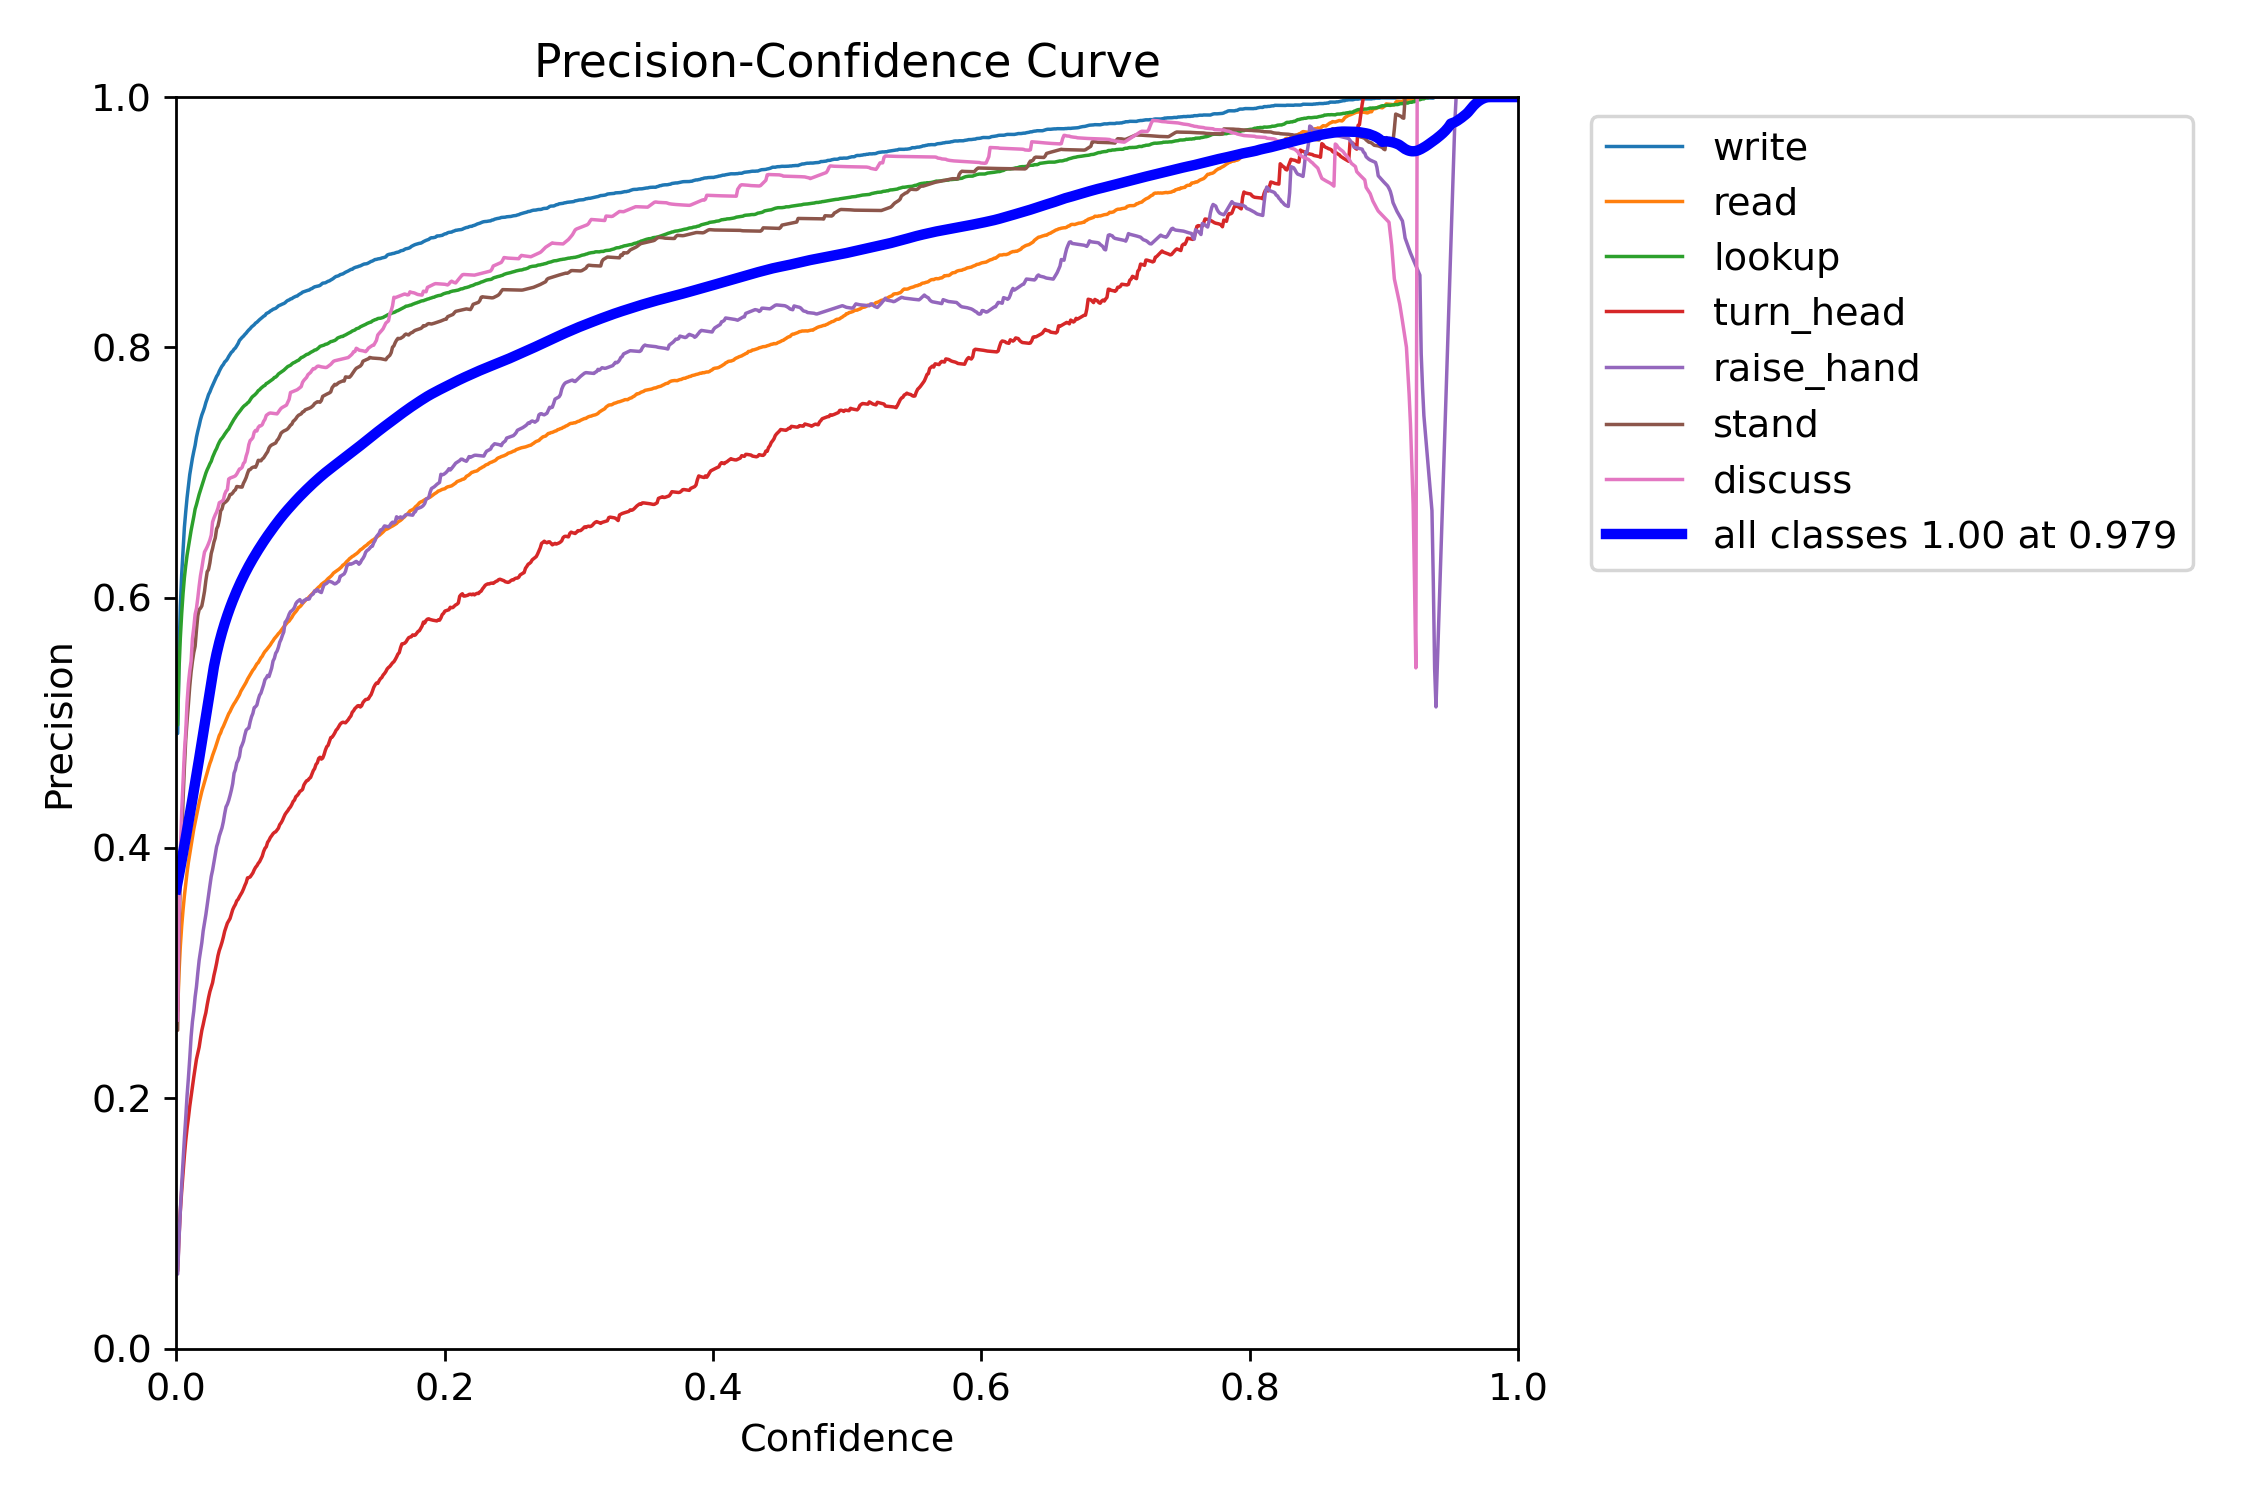 Precision-Confidence Curve
1.0
0.8
0.6
0.4
0.2
0.0
Precision
0.0 0.2 0.4 0.6 0.8 1.0
Confidence
write
read
lookup
turn_head
raise_hand
stand
discuss
all classes 1.00 at 0.979